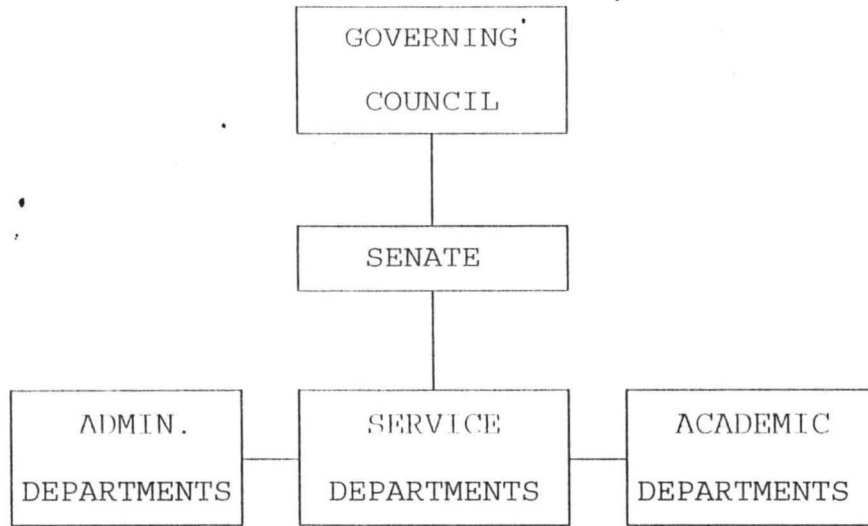 GOVERNING
COUNCIL
SENATE
ADMIN.
DEPARTMENTS
SERVICE
DEPARTMENTS
ACADEMIC
DEPARTMENTS